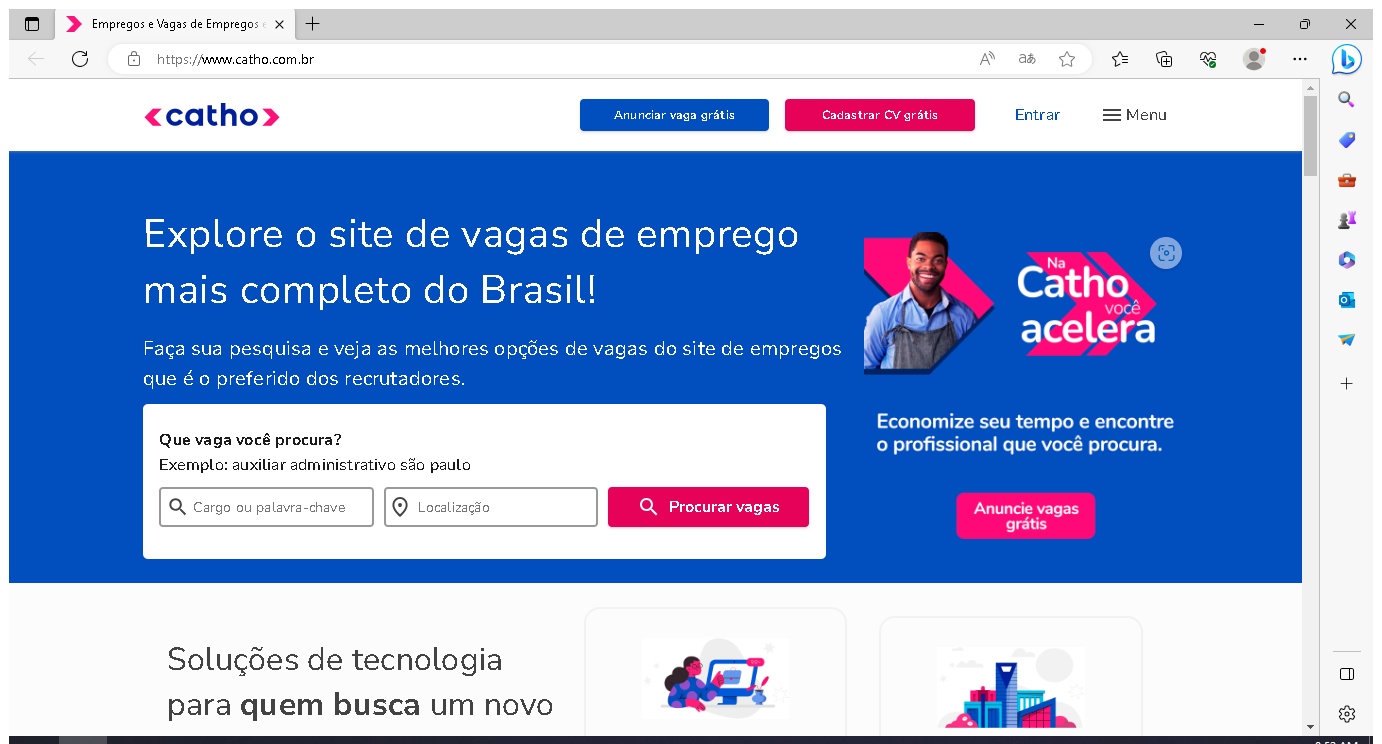 Empregos e Vagas de Empregos e
https://www.catho.com.br
catho
Anunciar vaga grátis
Cadastrar CV grátis
Entrar
Menu
Explore o site de vagas de emprego
mais completo do Brasil!
Faça sua pesquisa e veja as melhores opções de vagas do site de empregos
que é o preferido dos recrutadores.
Que vaga você procura?
Exemplo: auxiliar administrativo são paulo
Cargo ou palavra-chave
Localização
Procurar vagas
Na
Catho
você
acelera
Economize seu tempo e encontre
o profissional que você procura.
Anuncie vagas
grátis
Soluções de tecnologia
para quem busca um novo